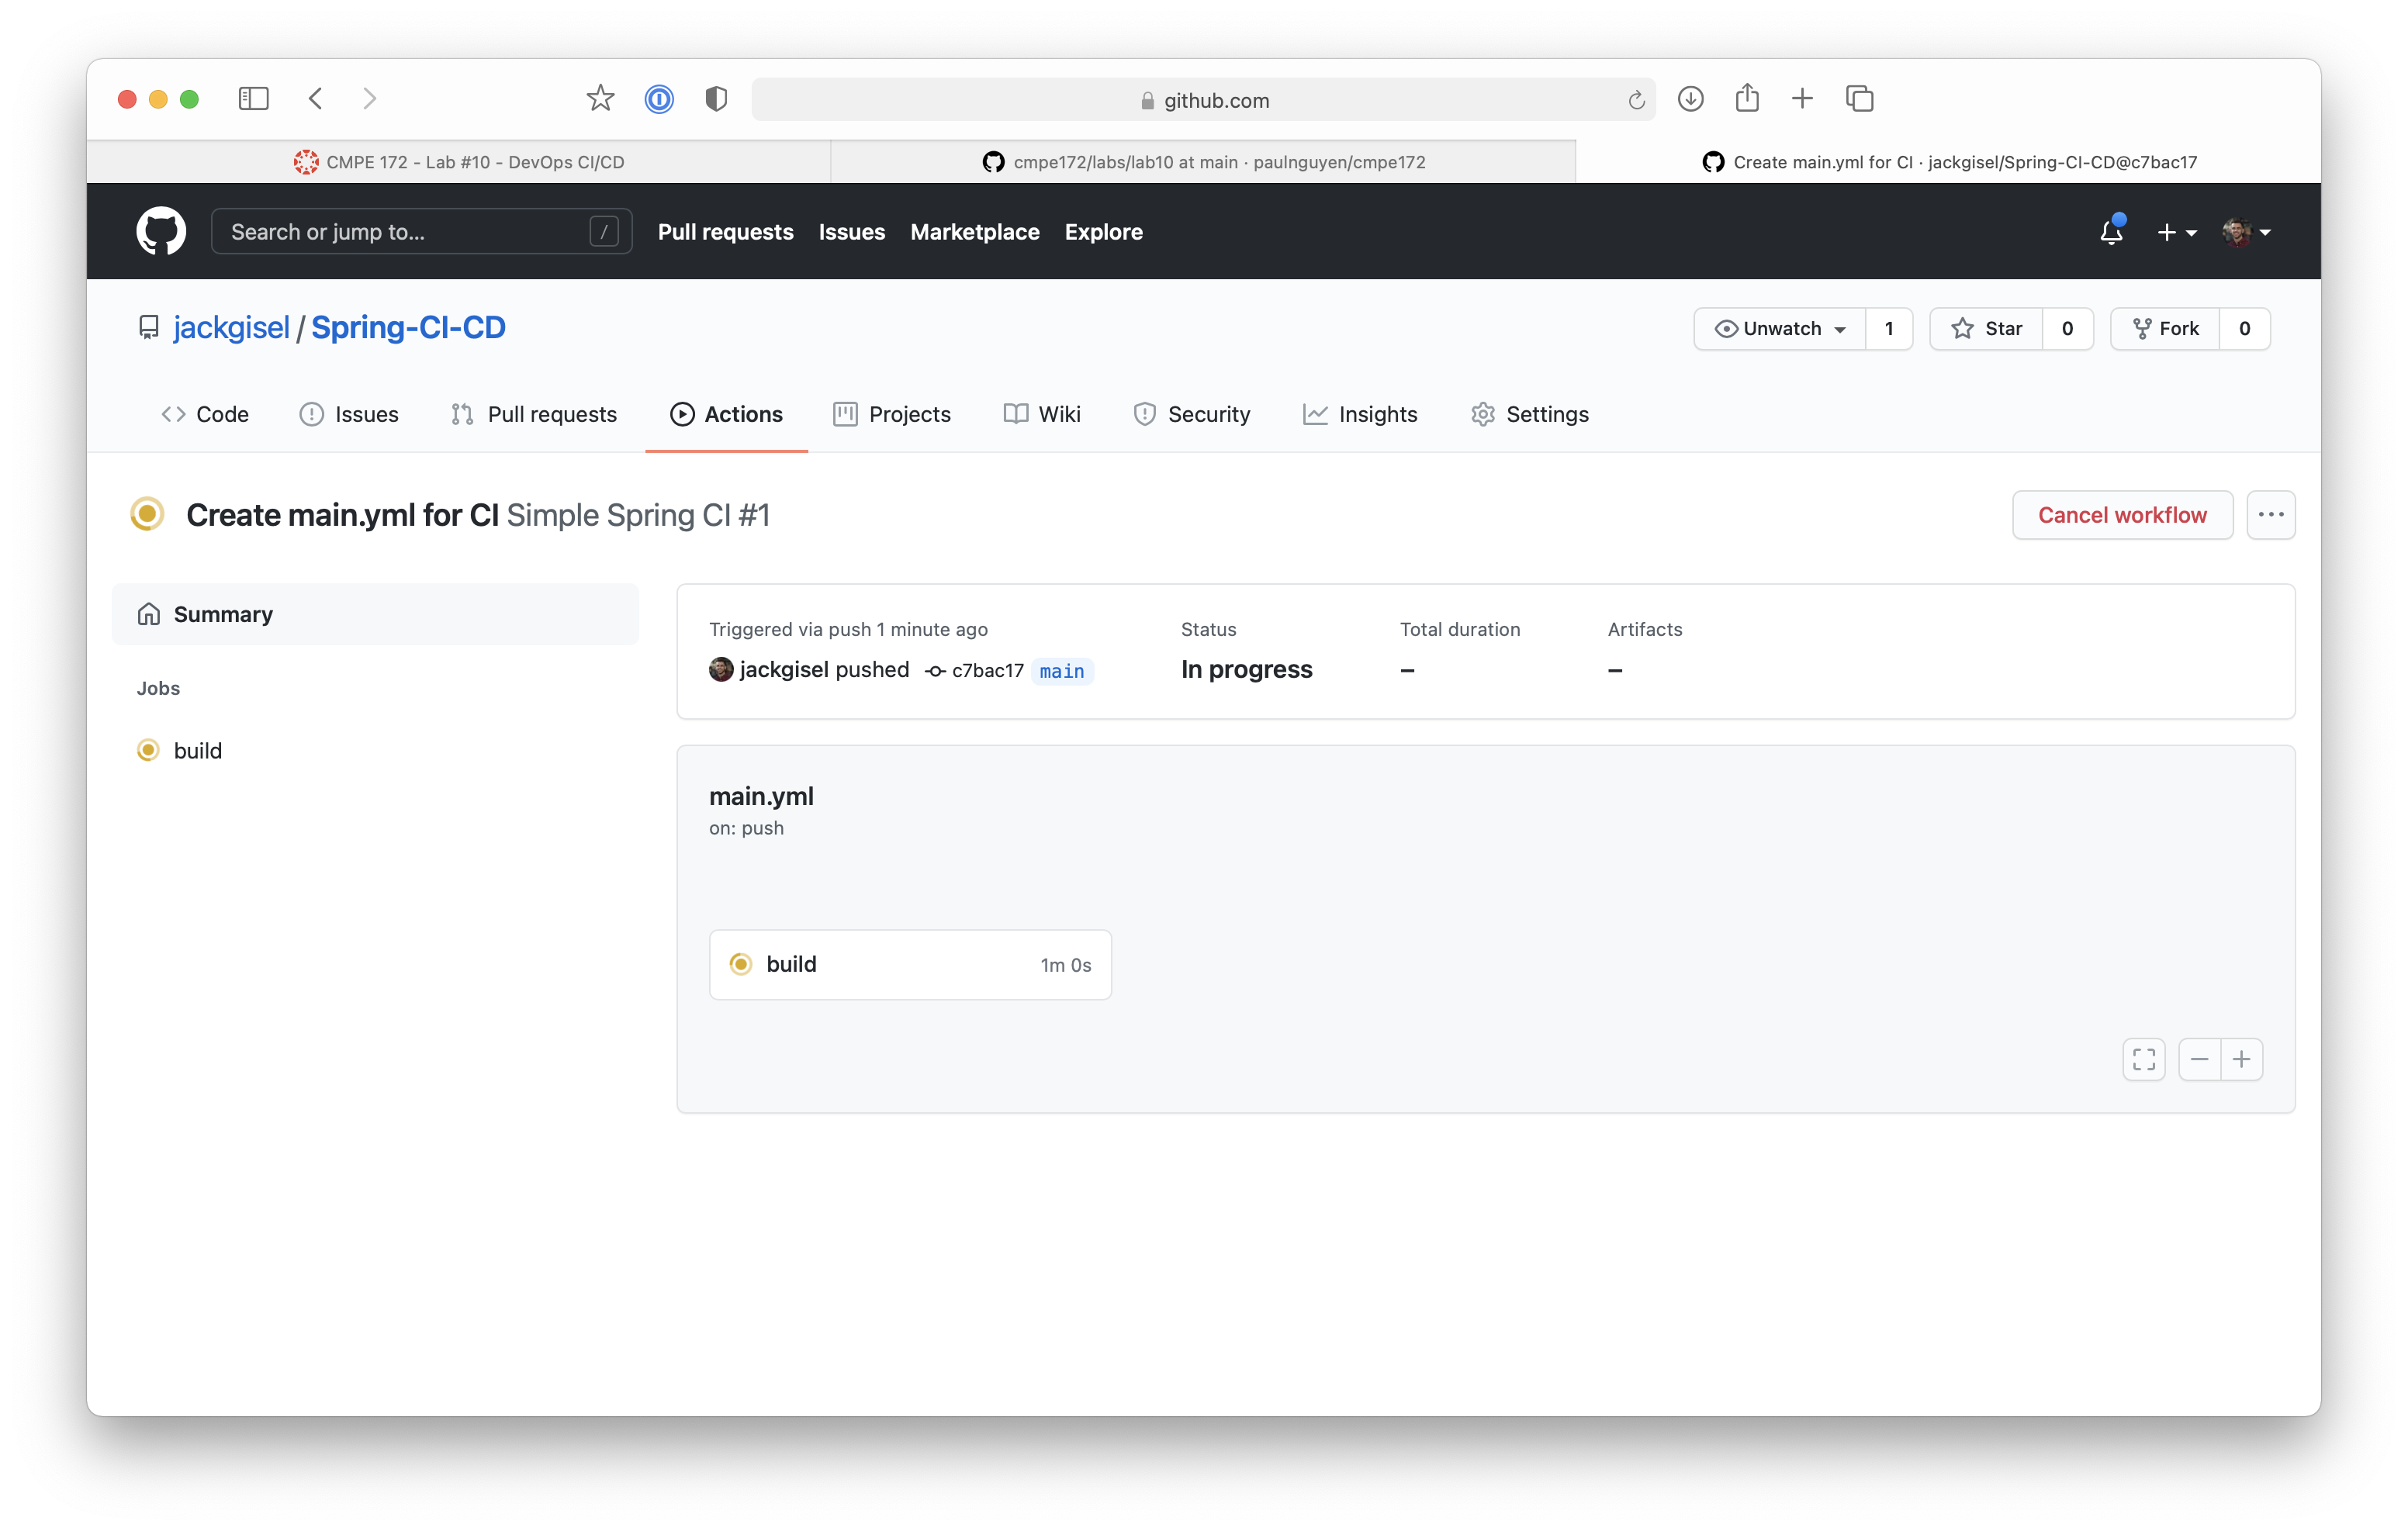 github.com
CMPE 172 - Lab #10 - DevOps CI/CD
cmpe172/labs/lab10 at main · paulnguyen/cmpe172
Create main.yml for CI · jackgisel/Spring-CI-CD@c7bac17
Search or jump to... /
Pull requests Issues Marketplace Explore
jackgisel / Spring-CI-CD
Unwatch 1 Star 0 Fork 0
Code Issues Pull requests Actions Projects Wiki Security Insights Settings
Create main.yml for CI Simple Spring CI #1
Cancel workflow
Summary
Jobs
build
Triggered via push 1 minute ago
jackgisel pushed c7bac17 main
Status
In progress
Total duration
–
Artifacts
–
main.yml
on: push
build 1m 0s